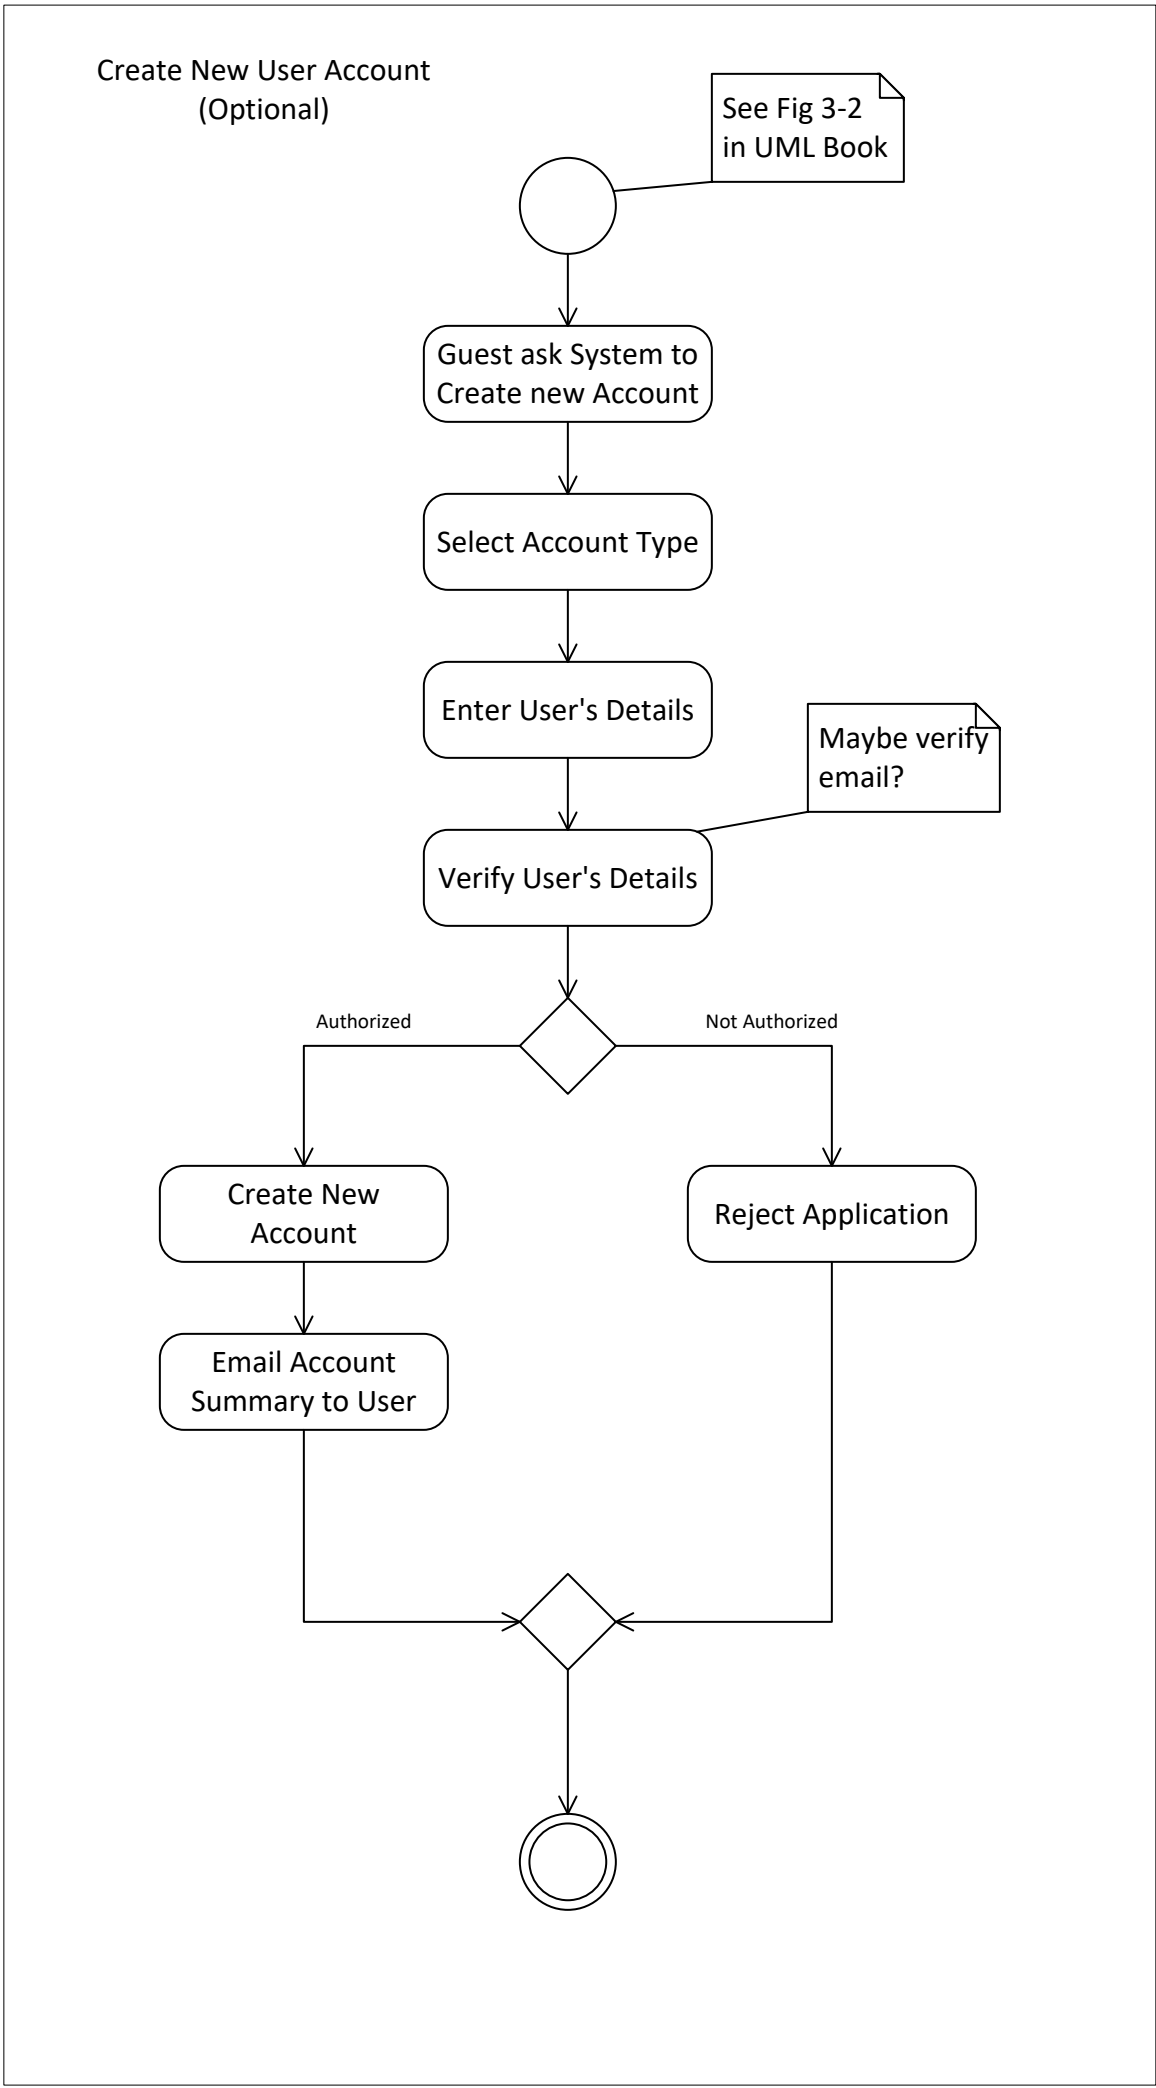 Create New User Account
(Optional)
See Fig 3-2
in UML Book
Guest ask System to
Create new Account
Select Account Type
Enter User's Details
Maybe verify
email?
Verify User's Details
Authorized
Not Authorized
Create New
Account
Reject Application
Email Account
Summary to User